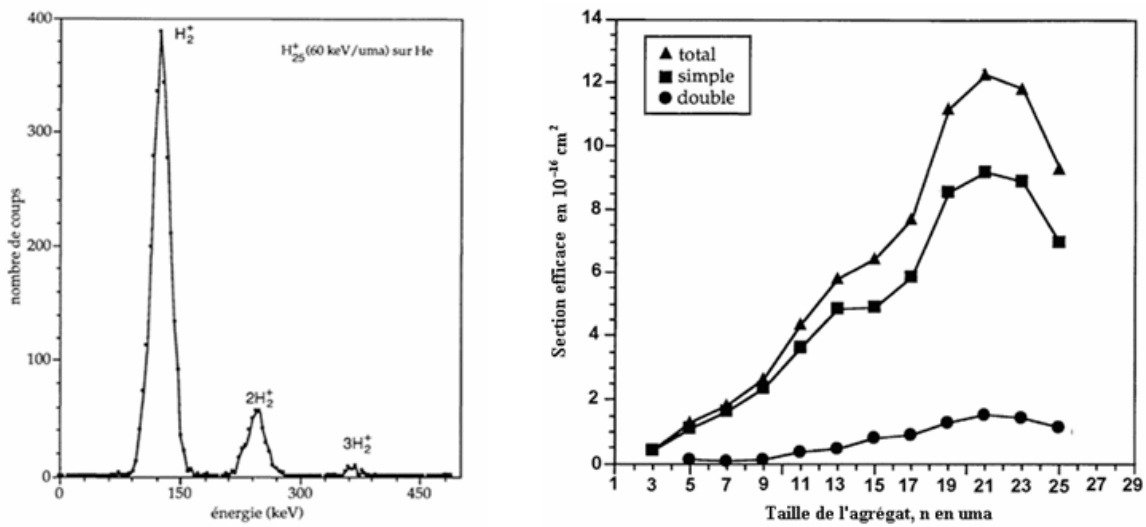 400
300
200
100
0
nombre de coups
H₂⁺
H₂₅⁺(60 keV/uma) sur He
2H₂⁺
3H₂⁺
0 150 300 450
énergie (keV)
total
simple
double
14
12
10
8
6
4
2
0
Section efficace en 10⁻¹⁶ cm²
1 3 5 7 9 11 13 15 17 19 21 23 25 27 29
Taille de l'agrégat, n en uma